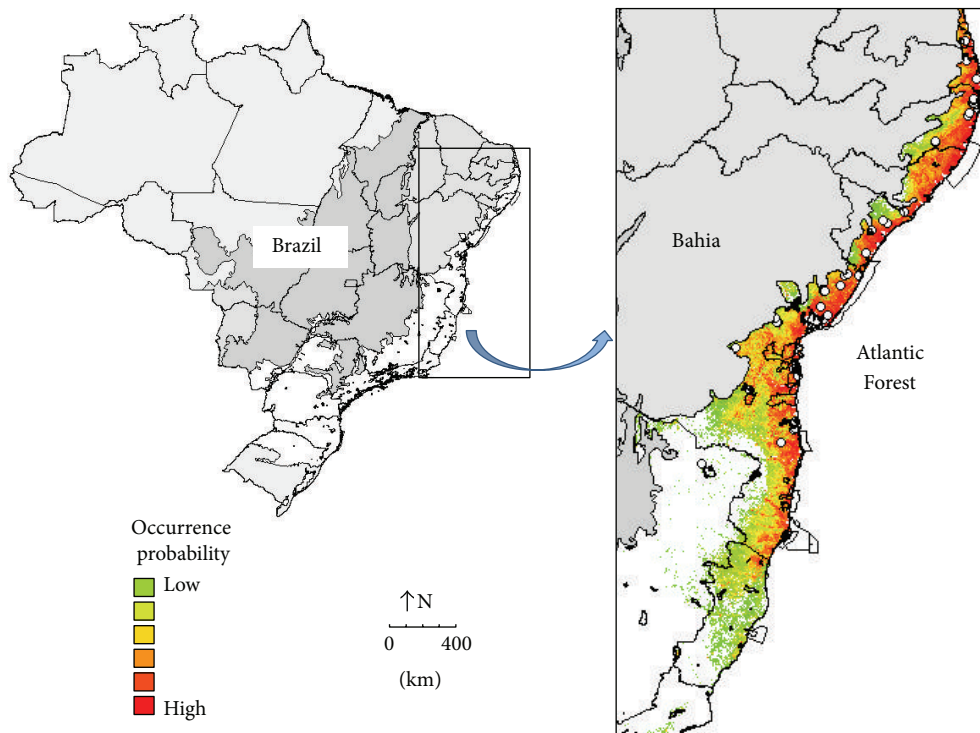 Brazil
Bahia
Atlantic
Forest
Occurrence
probability
Low
High
↑N
0 400
(km)